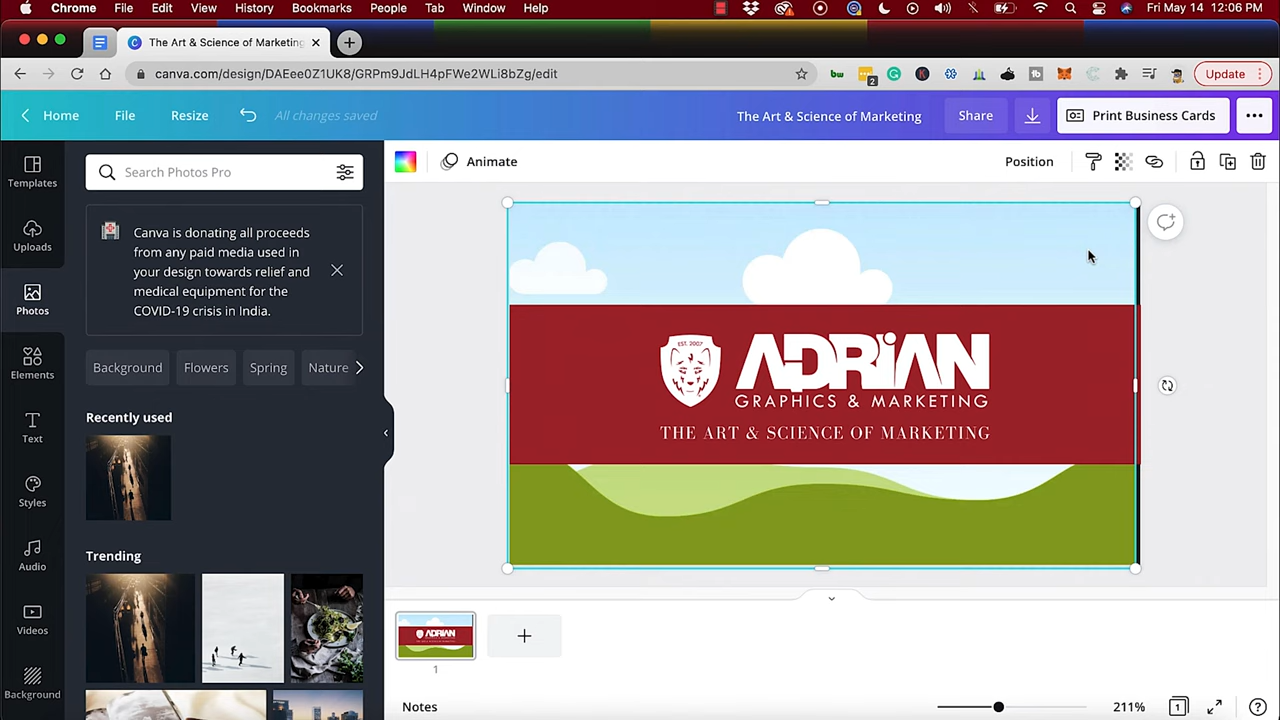 Chrome File Edit View History Bookmarks People Tab Window Help Fri May 14 12:06 PM
The Art & Science of Marketing
canva.com/design/DAEee0Z1UK8/GRPm9JdLH4pFWe2WLi8bZg/edit
bw
2
tb
Update
Home File Resize All changes saved The Art & Science of Marketing Share Print Business Cards
Templates
Uploads
Photos
Elements
Text
Styles
Audio
Videos
Background
Search Photos Pro
Canva is donating all proceeds
from any paid media used in
your design towards relief and
medical equipment for the
COVID-19 crisis in India.
Background Flowers Spring Nature
Recently used
Trending
Animate Position
EST. 2007
ADRiAN
GRAPHICS & MARKETING
THE ART & SCIENCE OF MARKETING
ADRiAN
1
Notes 211% 1